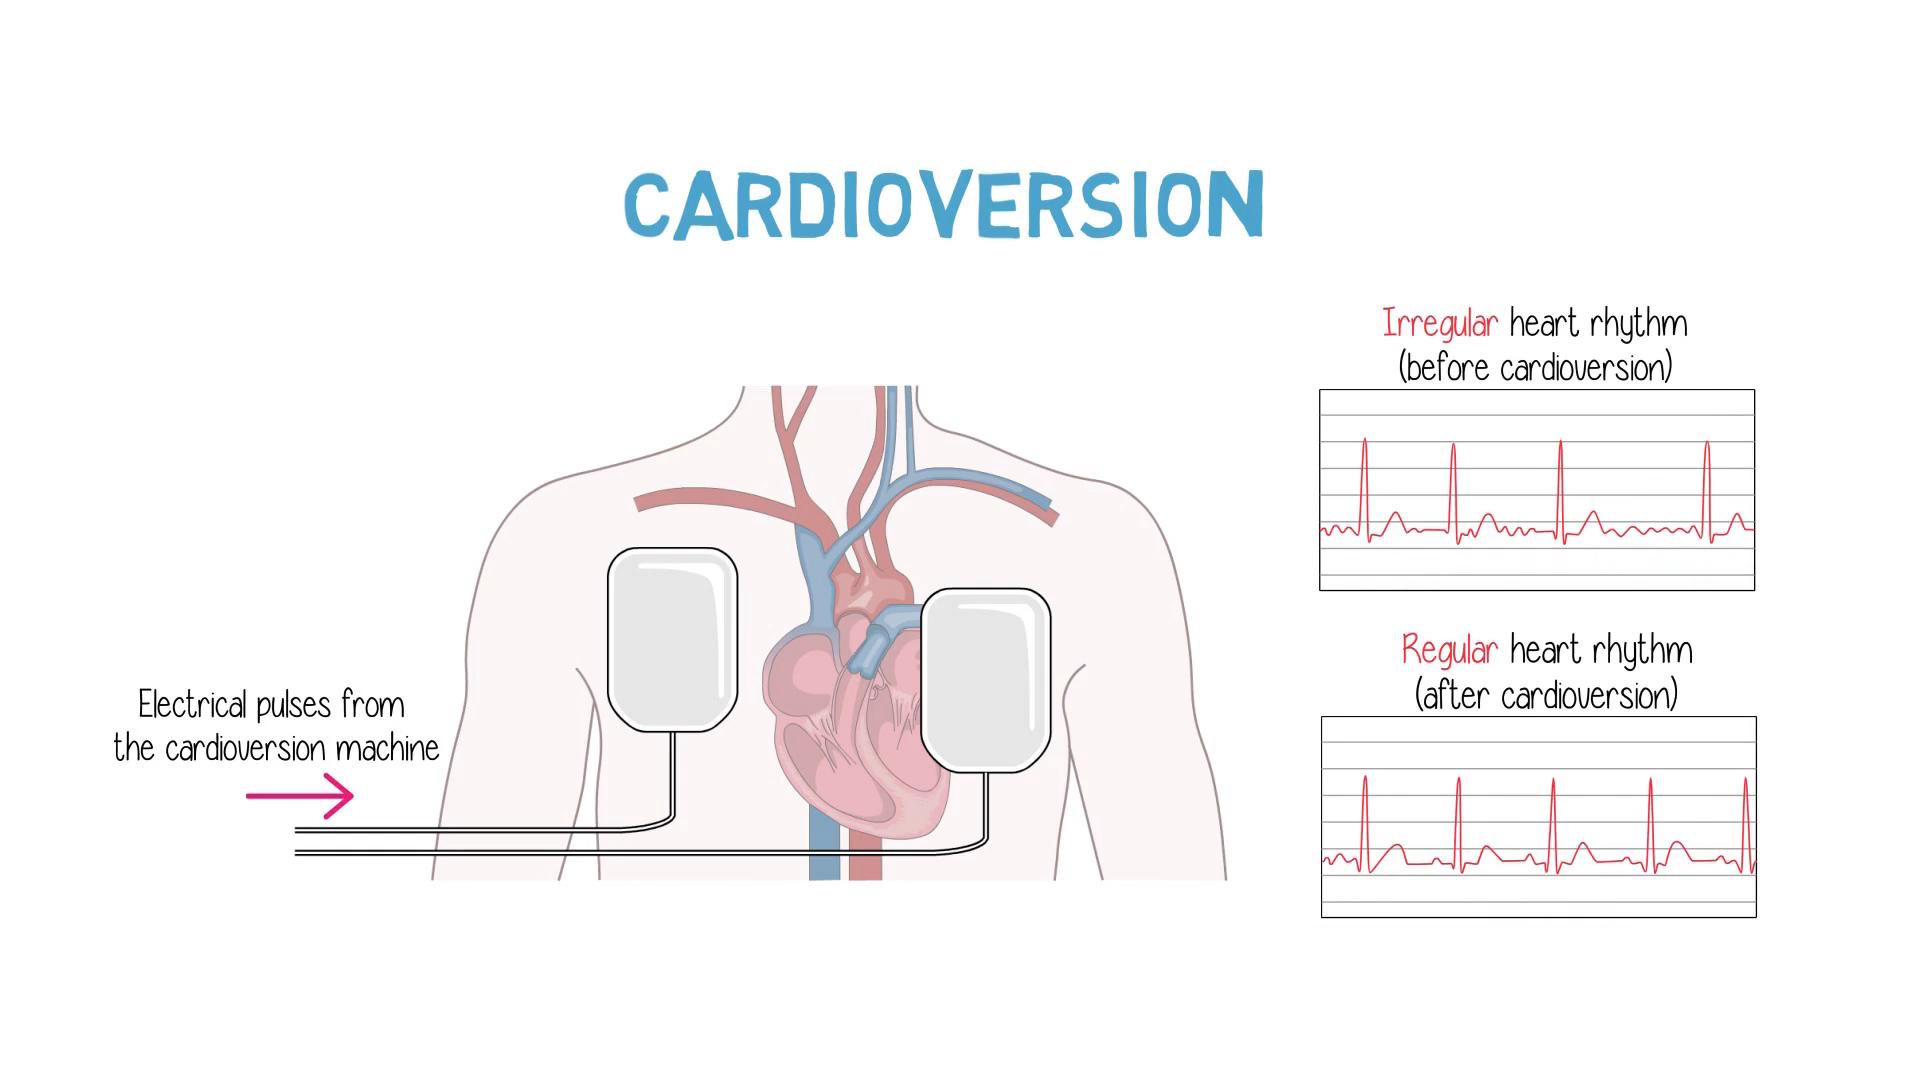 CARDIOVERSION
Irregular heart rhythm
(before cardioversion)
Regular heart rhythm
(after cardioversion)
Electrical pulses from
the cardioversion machine